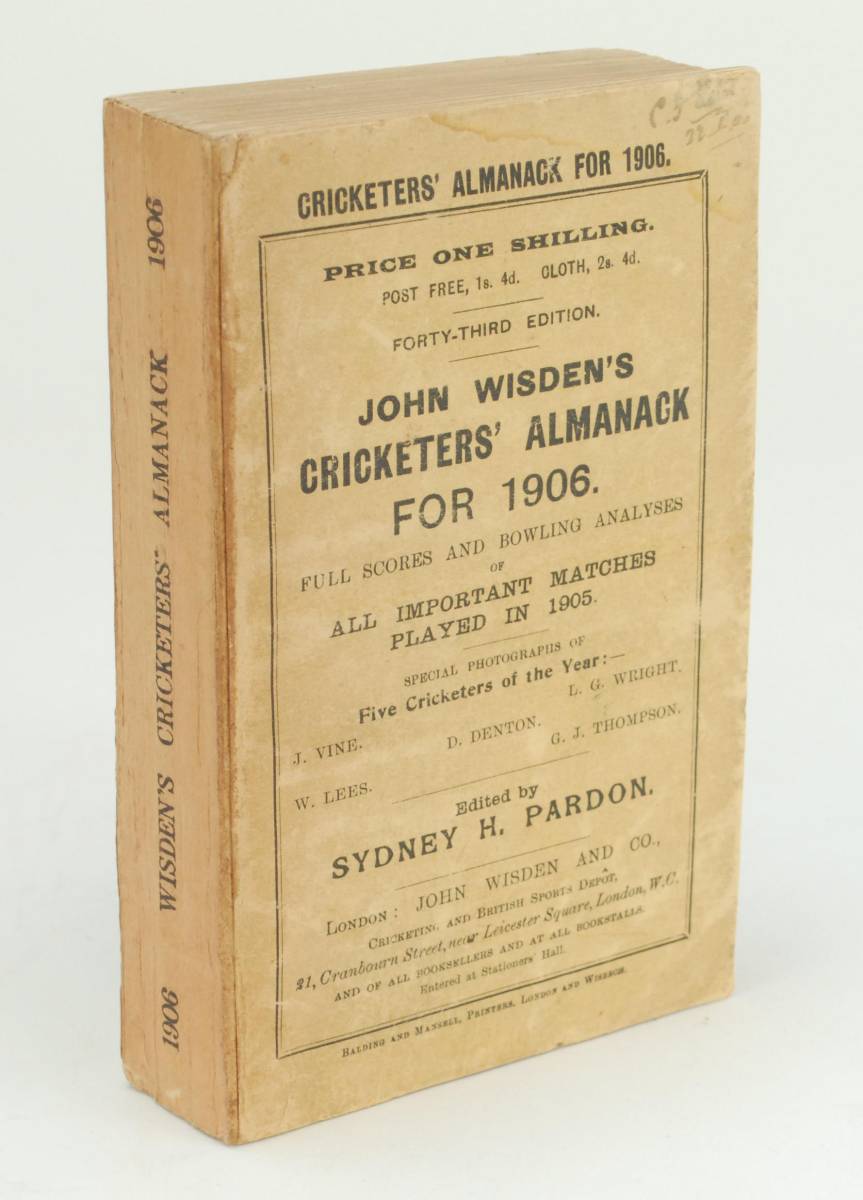 CRICKETERS' ALMANACK FOR 1906.
PRICE ONE SHILLING.
POST FREE, 1s. 4d. CLOTH, 2s. 4d.
FORTY-THIRD EDITION.
JOHN WISDEN'S
CRICKETERS' ALMANACK
FOR 1906.
FULL SCORES AND BOWLING ANALYSES
OF
ALL IMPORTANT MATCHES
PLAYED IN 1905.
SPECIAL PHOTOGRAPHS OF
Five Cricketers of the Year:—
J. VINE. D. DENTON. L. G. WRIGHT.
W. LEES. G. J. THOMPSON.
Edited by
SYDNEY H. PARDON.
LONDON: JOHN WISDEN AND CO.,
CRICKETING AND BRITISH SPORTS DEPÔT,
21, Cranbourn Street, near Leicester Square, London, W.C.
AND OF ALL BOOKSELLERS AND AT ALL BOOKSTALLS.
Entered at Stationers' Hall.
BALDING AND MANSELL, PRINTERS, LONDON AND WISBECH.
1906 WISDEN'S CRICKETERS' ALMANACK 1906